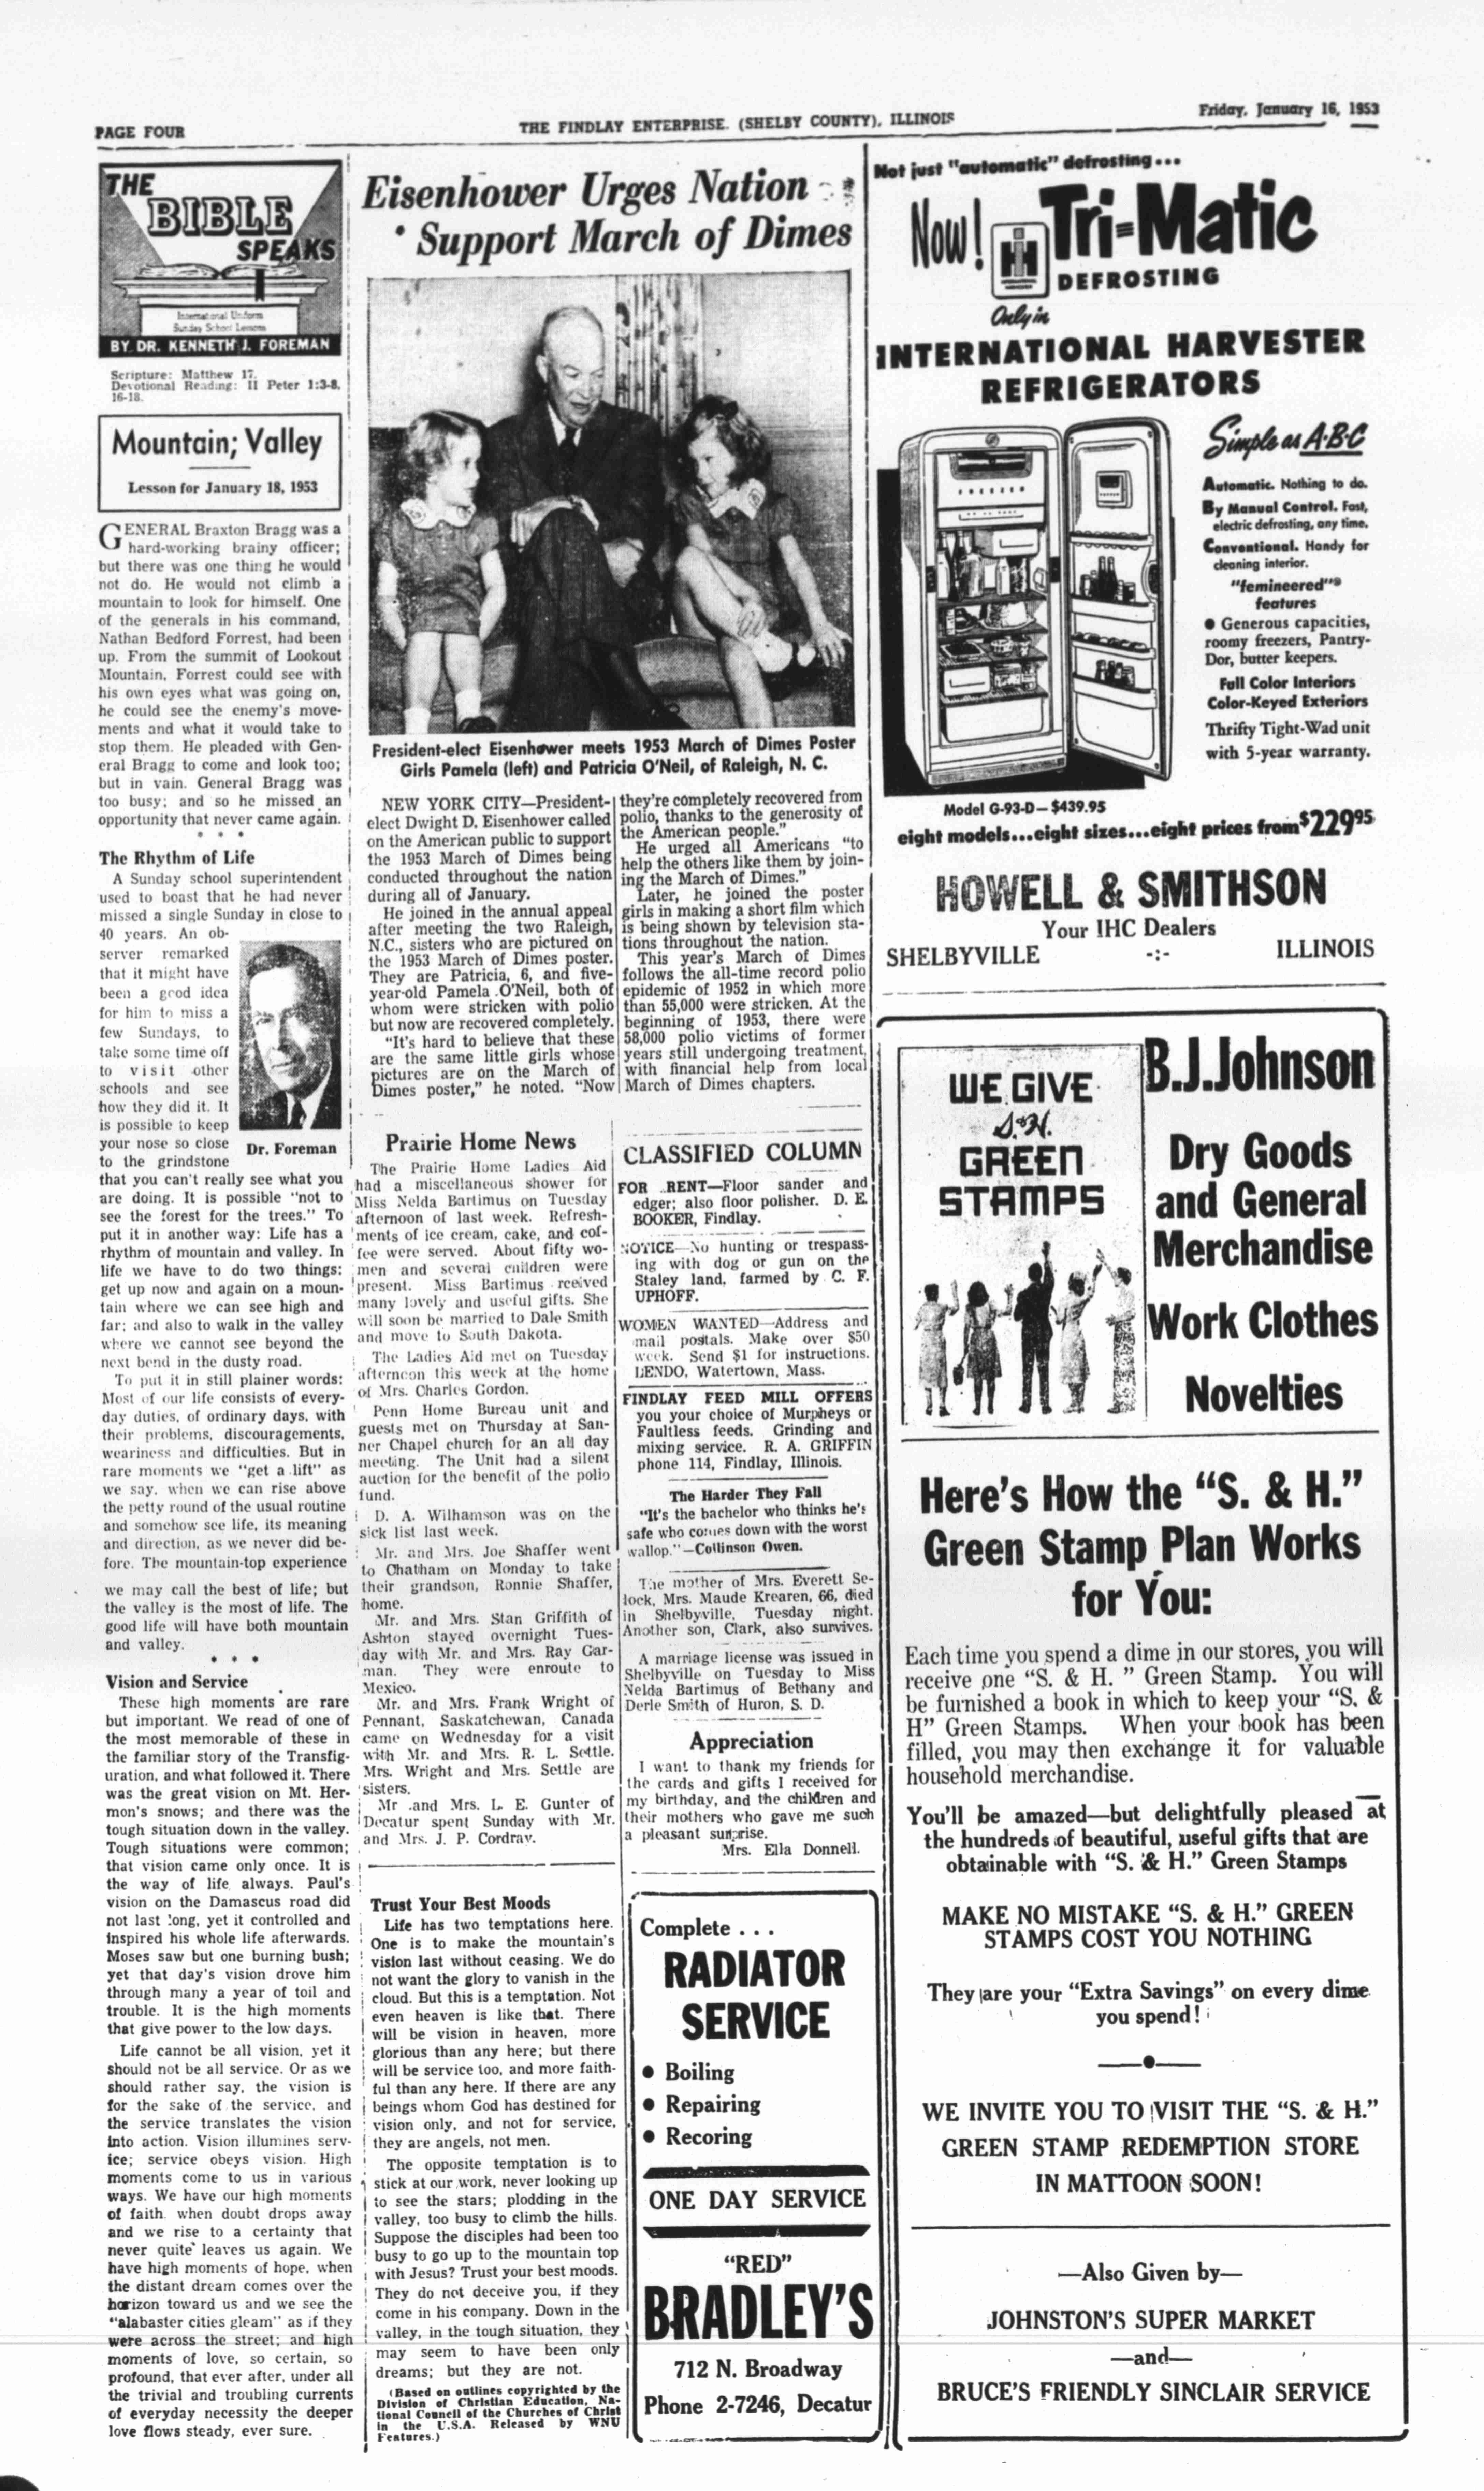 PAGE FOUR
THE FINDLAY ENTERPRISE. (SHELBY COUNTY), ILLINOIS
Friday, January 16, 1953
THE
BIBLE
SPEAKS
International Uniform
Sunday School Lessons
BY DR. KENNETH J. FOREMAN
Scripture: Matthew 17.
Devotional Reading: II Peter 1:3-8,
16-18.
Mountain; Valley
Lesson for January 18, 1953
GENERAL Braxton Bragg was a
hard-working brainy officer;
but there was one thing he would
not do. He would not climb a
mountain to look for himself. One
of the generals in his command,
Nathan Bedford Forrest, had been
up. From the summit of Lookout
Mountain, Forrest could see with
his own eyes what was going on,
he could see the enemy's move-
ments and what it would take to
stop them. He pleaded with Gen-
eral Bragg to come and look too;
but in vain. General Bragg was
too busy; and so he missed an
opportunity that never came again.
* * *
The Rhythm of Life
A Sunday school superintendent
used to boast that he had never
missed a single Sunday in close to
40 years. An ob-
server remarked
that it might have
been a good idea
for him to miss a
few Sundays, to
take some time off
to visit other
schools and see
how they did it. It
is possible to keep
your nose so close
to the grindstone
Dr. Foreman
that you can't really see what you
are doing. It is possible "not to
see the forest for the trees." To
put it in another way: Life has a
rhythm of mountain and valley. In
life we have to do two things:
get up now and again on a moun-
tain where we can see high and
far; and also to walk in the valley
where we cannot see beyond the
next bend in the dusty road.
To put it in still plainer words:
Most of our life consists of every-
day duties, of ordinary days, with
their problems, discouragements,
weariness and difficulties. But in
rare moments we "get a lift" as
we say, when we can rise above
the petty round of the usual routine
and somehow see life, its meaning
and direction, as we never did be-
fore. The mountain-top experience
we may call the best of life; but
the valley is the most of life. The
good life will have both mountain
and valley.
* * *
Vision and Service
These high moments are rare
but important. We read of one of
the most memorable of these in
the familiar story of the Transfig-
uration, and what followed it. There
was the great vision on Mt. Her-
mon's snows; and there was the
tough situation down in the valley.
Tough situations were common;
that vision came only once. It is
the way of life always. Paul's
vision on the Damascus road did
not last long, yet it controlled and
inspired his whole life afterwards.
Moses saw but one burning bush;
yet that day's vision drove him
through many a year of toil and
trouble. It is the high moments
that give power to the low days.
Life cannot be all vision, yet it
should not be all service. Or as we
should rather say, the vision is
for the sake of the service, and
the service translates the vision
into action. Vision illumines serv-
ice; service obeys vision. High
moments come to us in various
ways. We have our high moments
of faith, when doubt drops away
and we rise to a certainty that
never quite leaves us again. We
have high moments of hope, when
the distant dream comes over the
horizon toward us and we see the
"alabaster cities gleam" as if they
were across the street; and high
moments of love, so certain, so
profound, that ever after, under all
the trivial and troubling currents
of everyday necessity the deeper
love flows steady, ever sure.
Eisenhower Urges Nation
Support March of Dimes
President-elect Eisenhower meets 1953 March of Dimes Poster
Girls Pamela (left) and Patricia O'Neil, of Raleigh, N. C.
NEW YORK CITY—President-
elect Dwight D. Eisenhower called
on the American public to support
the 1953 March of Dimes being
conducted throughout the nation
during all of January.
He joined in the annual appeal
after meeting the two Raleigh,
N.C., sisters who are pictured on
the 1953 March of Dimes poster.
They are Patricia, 6, and five-
year-old Pamela O'Neil, both of
whom were stricken with polio
but now are recovered completely.
"It's hard to believe that these
are the same little girls whose
pictures are on the March of
Dimes poster," he noted. "Now
they're completely recovered from
polio, thanks to the generosity of
the American people."
He urged all Americans "to
help the others like them by join-
ing the March of Dimes."
Later, he joined the poster
girls in making a short film which
is being shown by television sta-
tions throughout the nation.
This year's March of Dimes
follows the all-time record polio
epidemic of 1952 in which more
than 55,000 were stricken. At the
beginning of 1953, there were
58,000 polio victims of former
years still undergoing treatment,
with financial help from local
March of Dimes chapters.
Prairie Home News
The Prairie Home Ladies Aid
had a miscellaneous shower for
Miss Nelda Bartimus on Tuesday
afternoon of last week. Refresh-
ments of ice cream, cake, and cof-
fee were served. About fifty wo-
men and several children were
present. Miss Bartimus rceived
many lovely and useful gifts. She
will soon be married to Dale Smith
and move to South Dakota.
The Ladies Aid met on Tuesday
afternoon this week at the home
of Mrs. Charles Gordon.
Penn Home Bureau unit and
guests met on Thursday at San-
ner Chapel church for an all day
meeting. The Unit had a silent
auction for the benefit of the polio
fund.
D. A. Wilhamson was on the
sick list last week.
Mr. and Mrs. Joe Shaffer went
to Chatham on Monday to take
their grandson, Ronnie Shaffer,
home.
Mr. and Mrs. Stan Griffith of
Ashton stayed overnight Tues-
day with Mr. and Mrs. Ray Gar-
man. They were enroute to
Mexico.
Mr. and Mrs. Frank Wright of
Pennant, Saskatchewan, Canada
came on Wednesday for a visit
with Mr. and Mrs. R. L. Settle.
Mrs. Wright and Mrs. Settle are
sisters.
Mr .and Mrs. L. E. Gunter of
Decatur spent Sunday with Mr.
and Mrs. J. P. Cordray.
Trust Your Best Moods
Life has two temptations here.
One is to make the mountain's
vision last without ceasing. We do
not want the glory to vanish in the
cloud. But this is a temptation. Not
even heaven is like that. There
will be vision in heaven, more
glorious than any here; but there
will be service too, and more faith-
ful than any here. If there are any
beings whom God has destined for
vision only, and not for service,
they are angels, not men.
The opposite temptation is to
stick at our work, never looking up
to see the stars; plodding in the
valley, too busy to climb the hills.
Suppose the disciples had been too
busy to go up to the mountain top
with Jesus? Trust your best moods.
They do not deceive you, if they
come in his company. Down in the
valley, in the tough situation, they
may seem to have been only
dreams; but they are not.
(Based on outlines copyrighted by the
Division of Christian Education, Na-
tional Council of the Churches of Christ
in the U.S.A. Released by WNU
Features.)
CLASSIFIED COLUMN
FOR ..RENT—Floor sander and
edger; also floor polisher. D. E.
BOOKER, Findlay.
NOTICE—No hunting or trespass-
ing with dog or gun on the
Staley land, farmed by C. F.
UPHOFF.
WOMEN WANTED—Address and
mail postals. Make over $50
week. Send $1 for instructions.
LENDO, Watertown, Mass.
FINDLAY FEED MILL OFFERS
you your choice of Murpheys or
Faultless feeds. Grinding and
mixing service. R. A. GRIFFIN
phone 114, Findlay, Illinois.
The Harder They Fall
"It's the bachelor who thinks he's
safe who comes down with the worst
wallop."—Collinson Owen.
The mother of Mrs. Everett Se-
lock, Mrs. Maude Krearen, 66, died
in Shelbyville, Tuesday night.
Another son, Clark, also survives.
A marriage license was issued in
Shelbyville on Tuesday to Miss
Nelda Bartimus of Bethany and
Derle Smith of Huron, S. D.
Appreciation
I want to thank my friends for
the cards and gifts I received for
my birthday, and the children and
their mothers who gave me such
a pleasant surprise.
Mrs. Ella Donnell.
Complete . . .
RADIATOR
SERVICE
• Boiling
• Repairing
• Recoring
ONE DAY SERVICE
"RED"
BRADLEY'S
712 N. Broadway
Phone 2-7246, Decatur
Not just "automatic" defrosting...
Now! IH Tri-Matic
DEFROSTING
Only in
INTERNATIONAL HARVESTER
REFRIGERATORS
Simple as A-B-C
Automatic. Nothing to do.
By Manual Control. Fast,
electric defrosting, any time.
Conventional. Handy for
cleaning interior.
"femineered"®
features
• Generous capacities,
roomy freezers, Pantry-
Dor, butter keepers.
Full Color Interiors
Color-Keyed Exteriors
Thrifty Tight-Wad unit
with 5-year warranty.
Model G-93-D—$439.95
eight models...eight sizes...eight prices from $229.95
HOWELL & SMITHSON
Your IHC Dealers
SHELBYVILLE -:- ILLINOIS
WE GIVE
S.&H.
GREEN
STAMPS
B.J.Johnson
Dry Goods
and General
Merchandise
Work Clothes
Novelties
Here's How the "S. & H."
Green Stamp Plan Works
for You:
Each time you spend a dime in our stores, you will
receive one "S. & H. " Green Stamp. You will
be furnished a book in which to keep your "S. &
H" Green Stamps. When your book has been
filled, you may then exchange it for valuable
household merchandise.
You'll be amazed—but delightfully pleased at
the hundreds of beautiful, useful gifts that are
obtainable with "S. & H." Green Stamps
MAKE NO MISTAKE "S. & H." GREEN
STAMPS COST YOU NOTHING
They are your "Extra Savings" on every dime
you spend!
WE INVITE YOU TO VISIT THE "S. & H."
GREEN STAMP REDEMPTION STORE
IN MATTOON SOON!
—Also Given by—
JOHNSTON'S SUPER MARKET
—and—
BRUCE'S FRIENDLY SINCLAIR SERVICE